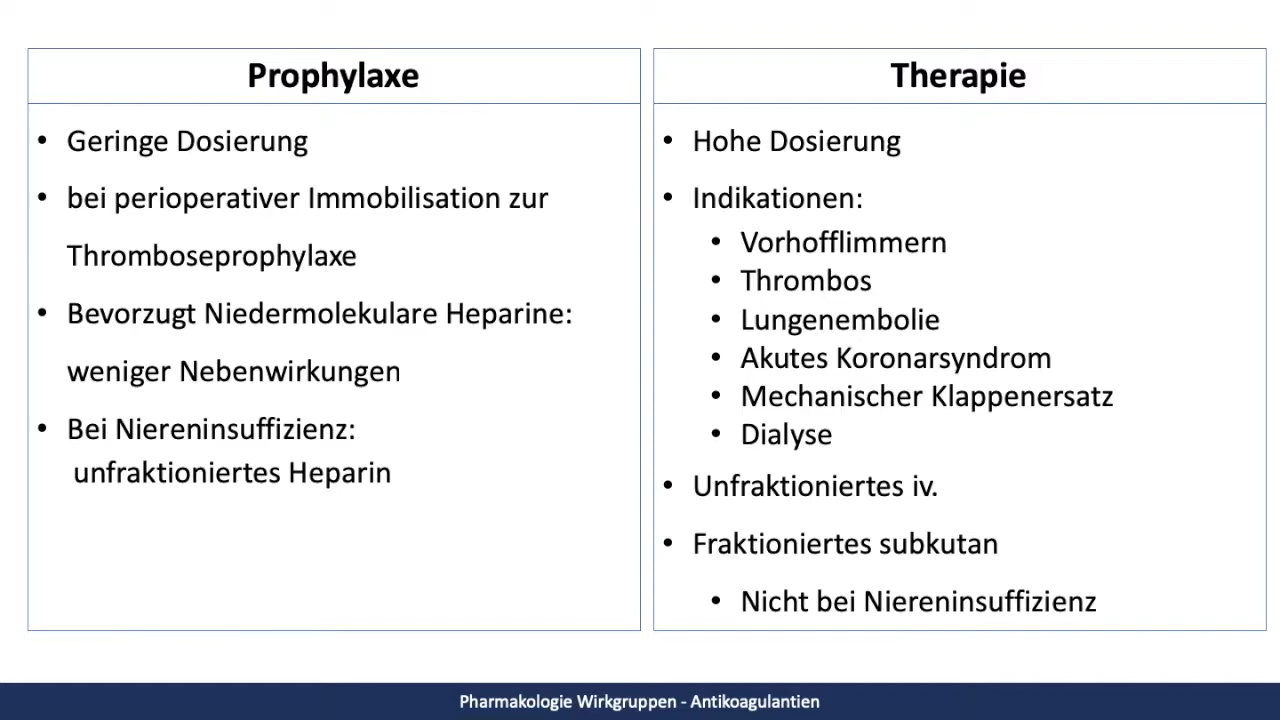 Prophylaxe
• Geringe Dosierung
• bei perioperativer Immobilisation zur
Thromboseprophylaxe
• Bevorzugt Niedermolekulare Heparine:
weniger Nebenwirkungen
• Bei Niereninsuffizienz:
unfraktioniertes Heparin
Therapie
• Hohe Dosierung
• Indikationen:
• Vorhofflimmern
• Thrombos
• Lungenembolie
• Akutes Koronarsyndrom
• Mechanischer Klappenersatz
• Dialyse
• Unfraktioniertes iv.
• Fraktioniertes subkutan
• Nicht bei Niereninsuffizienz
Pharmakologie Wirkgruppen - Antikoagulantien